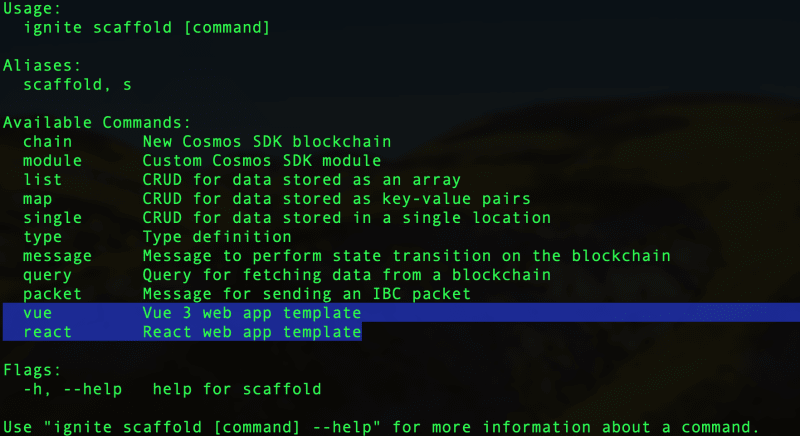 Usage:
  ignite scaffold [command]
Aliases:
  scaffold, s
Available Commands:
  chain       New Cosmos SDK blockchain
  module      Custom Cosmos SDK module
  list        CRUD for data stored as an array
  map         CRUD for data stored as key-value pairs
  single      CRUD for data stored in a single location
  type        Type definition
  message     Message to perform state transition on the blockchain
  query       Query for fetching data from a blockchain
  packet      Message for sending an IBC packet
  vue         Vue 3 web app template
  react       React web app template
Flags:
  -h, --help   help for scaffold
Use "ignite scaffold [command] --help" for more information about a command.